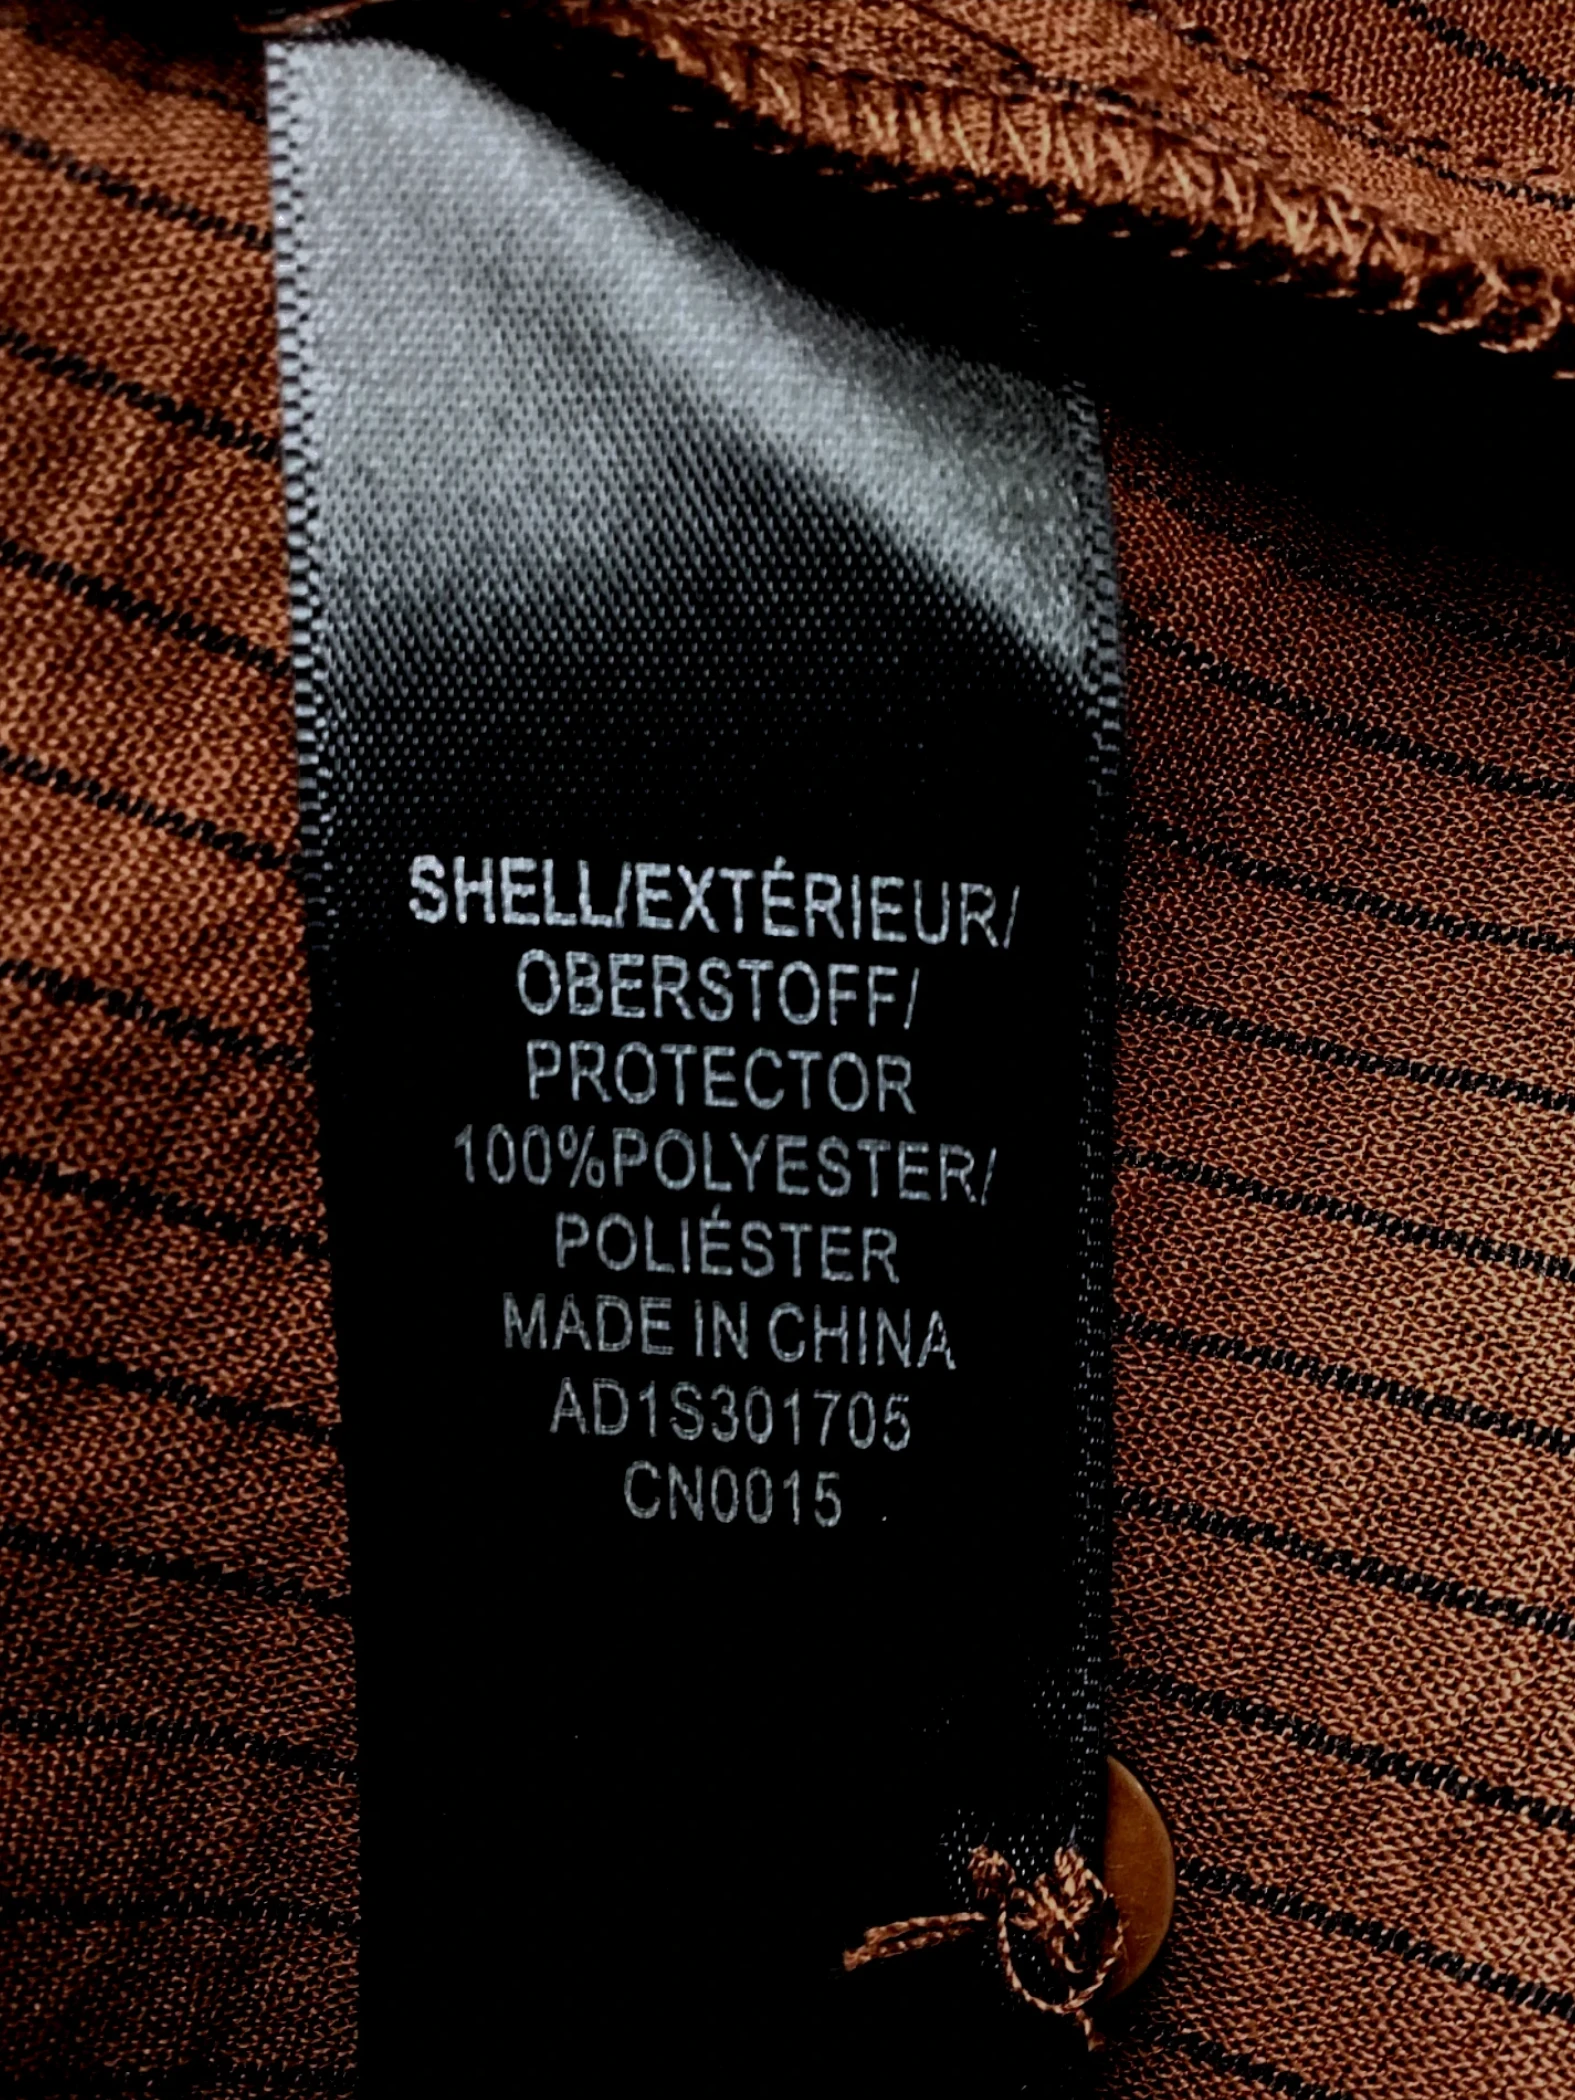 SHELL/EXTÉRIEUR/
OBERSTOFF/
PROTECTOR
100%POLYESTER/
POLIÉSTER
MADE IN CHINA
AD1S301705
CN0015